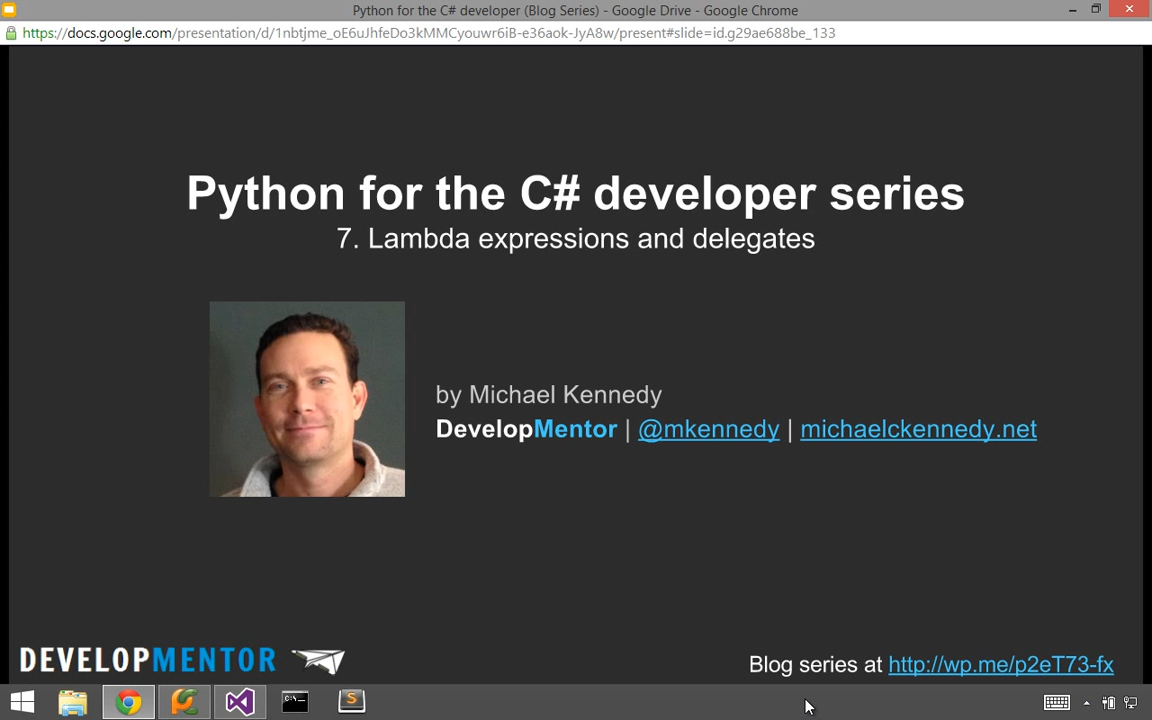 Python for the C# developer (Blog Series) - Google Drive - Google Chrome
https://docs.google.com/presentation/d/1nbtjme_oE6uJhfeDo3kMMCyouwr6iB-e36aok-JyA8w/present#slide=id.g29ae688be_133
Python for the C# developer series
7. Lambda expressions and delegates
by Michael Kennedy
DevelopMentor | @mkennedy | michaelckennedy.net
DEVELOPMENTOR
Blog series at http://wp.me/p2eT73-fx
C:\_
S